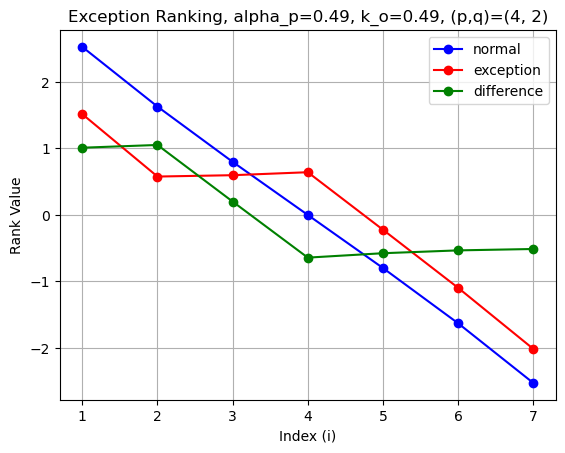 Exception Ranking, alpha_p=0.49, k_o=0.49, (p,q)=(4, 2)
normal
exception
difference
2
1
0
−1
−2
Rank Value
1 2 3 4 5 6 7
Index (i)